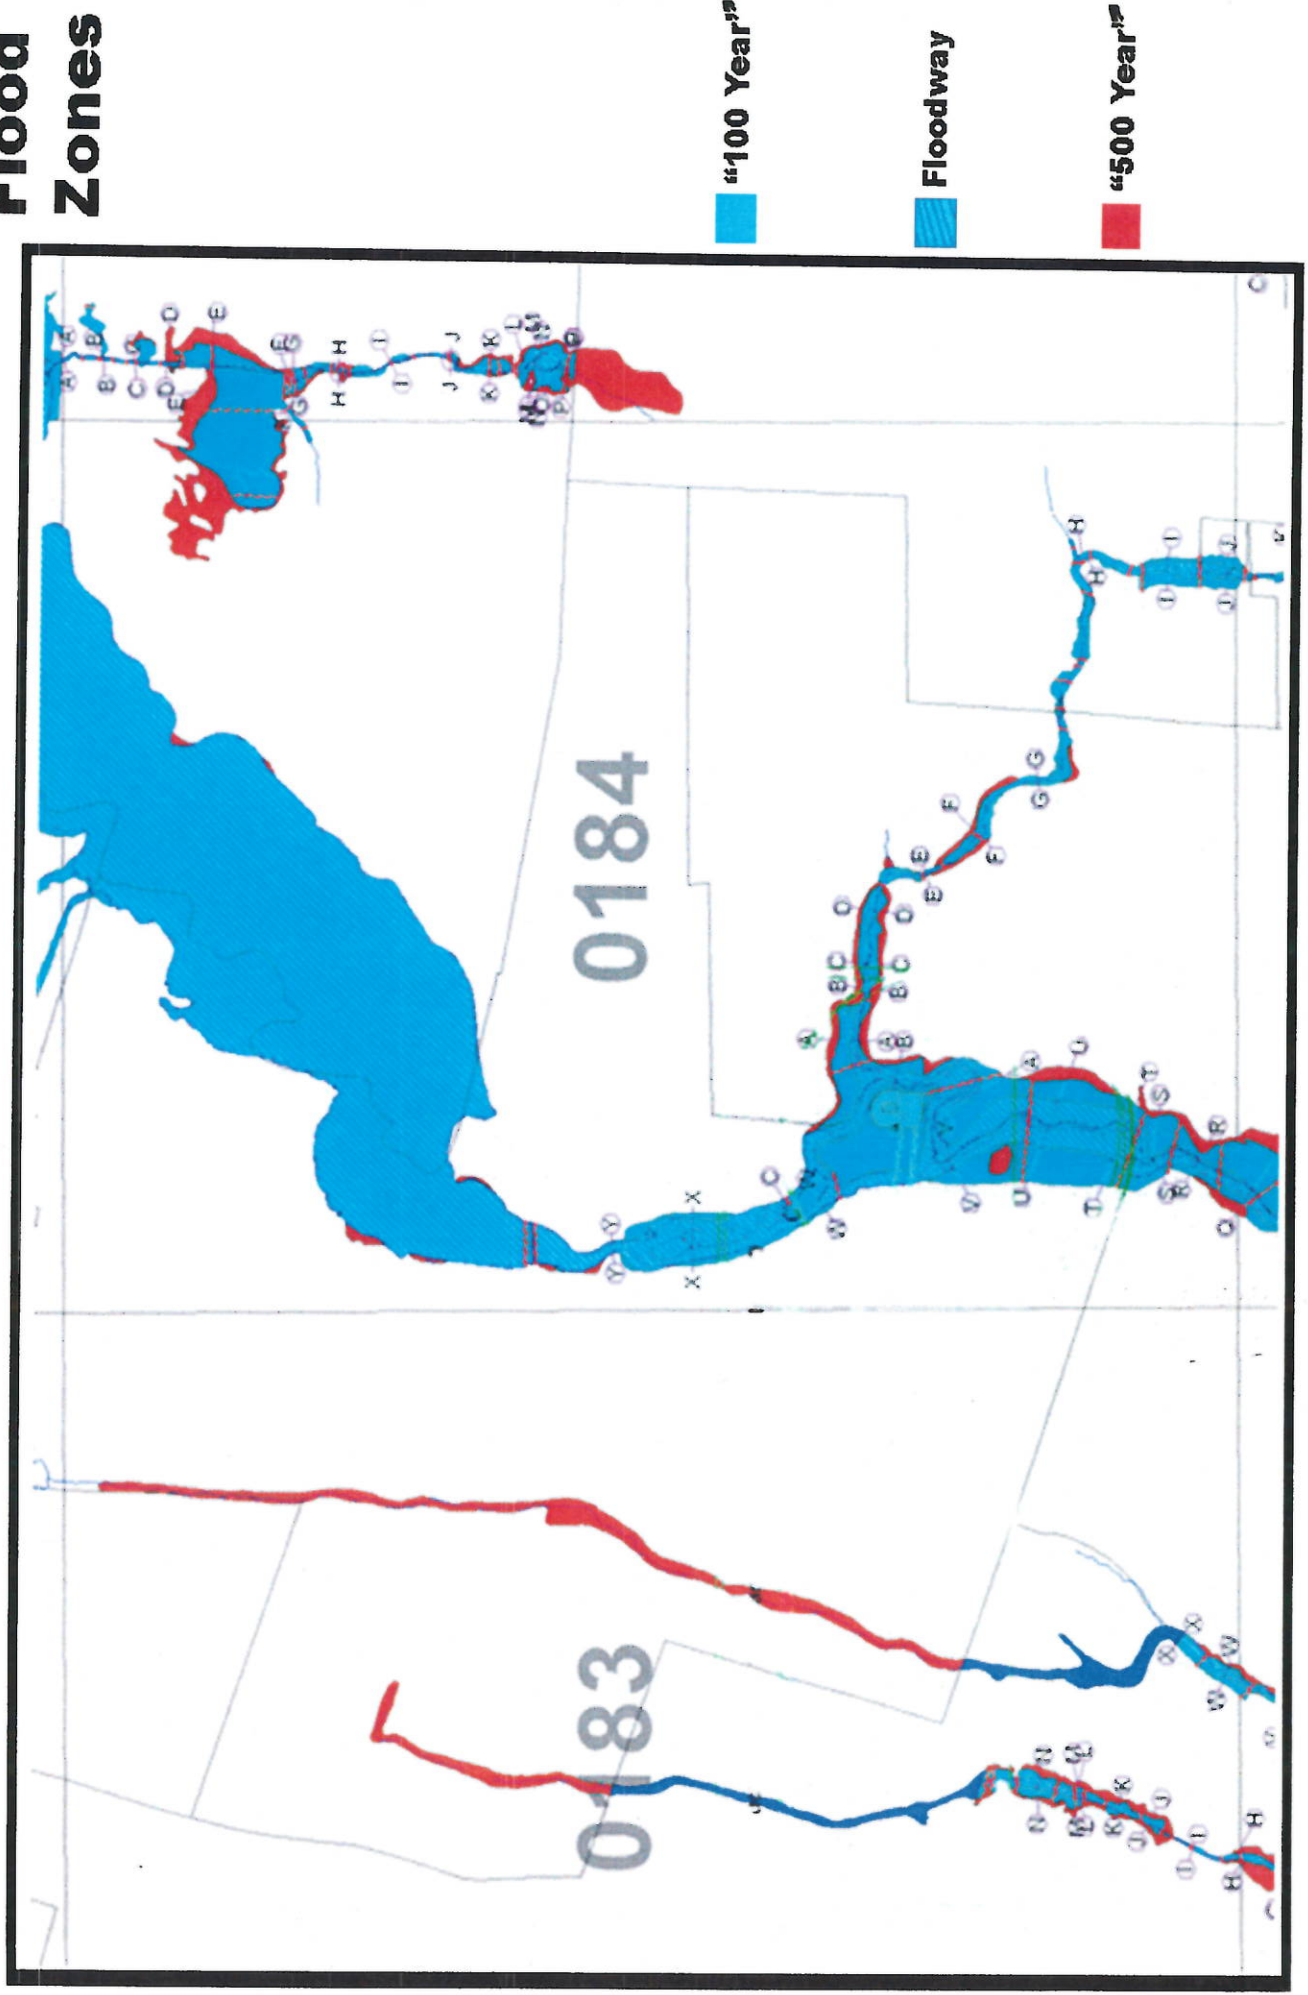 Flood
Zones
"100 Year"
Floodway
"500 Year"
0184
0183
A
A
B
B
C
D
D
E
E
G
H
H
I
I
J
J
K
K
L
P
H
H
I
I
J
J
G
G
F
F
E
E
D
D
C
C
B
B
A
A
B
A
U
T
S
R
Q
T
U
V
V
W
W
C
X
X
Y
Y
X
X
W
W
N
N
M
L
K
K
J
J
I
I
H
H